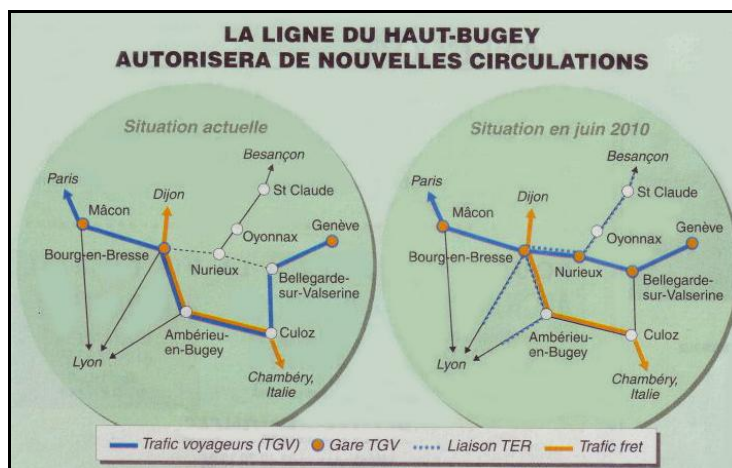 LA LIGNE DU HAUT-BUGEY
AUTORISERA DE NOUVELLES CIRCULATIONS
Situation actuelle
Paris
Mâcon
Dijon
Besançon
St Claude
Oyonnax
Genève
Bourg-en-Bresse
Nurieux
Bellegarde-
sur-Valserine
Ambérieu-
en-Bugey
Culoz
Lyon
Chambéry,
Italie
Situation en juin 2010
Paris
Mâcon
Dijon
Besançon
St Claude
Oyonnax
Genève
Bourg-en-Bresse
Nurieux
Bellegarde-
sur-Valserine
Ambérieu-
en-Bugey
Culoz
Lyon
Chambéry,
Italie
Trafic voyageurs (TGV) Gare TGV Liaison TER Trafic fret